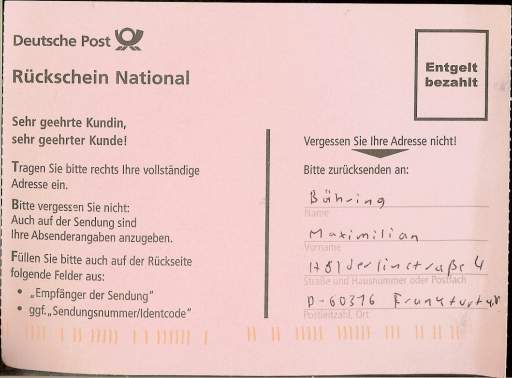 Deutsche Post
Rückschein National
Entgelt
bezahlt
Sehr geehrte Kundin,
sehr geehrter Kunde!
Tragen Sie bitte rechts Ihre vollständige
Adresse ein.
Bitte vergessen Sie nicht:
Auch auf der Sendung sind
Ihre Absenderangaben anzugeben.
Füllen Sie bitte auch auf der Rückseite
folgende Felder aus:
• „Empfänger der Sendung"
• ggf. „Sendungsnummer/Identcode"
Vergessen Sie Ihre Adresse nicht!
Bitte zurücksenden an:
Bühring
Name
Maximilian
Vorname
Hölderlinstraße 4
Straße und Hausnummer oder Postfach
D-60316 Frankfurt
Postleitzahl, Ort